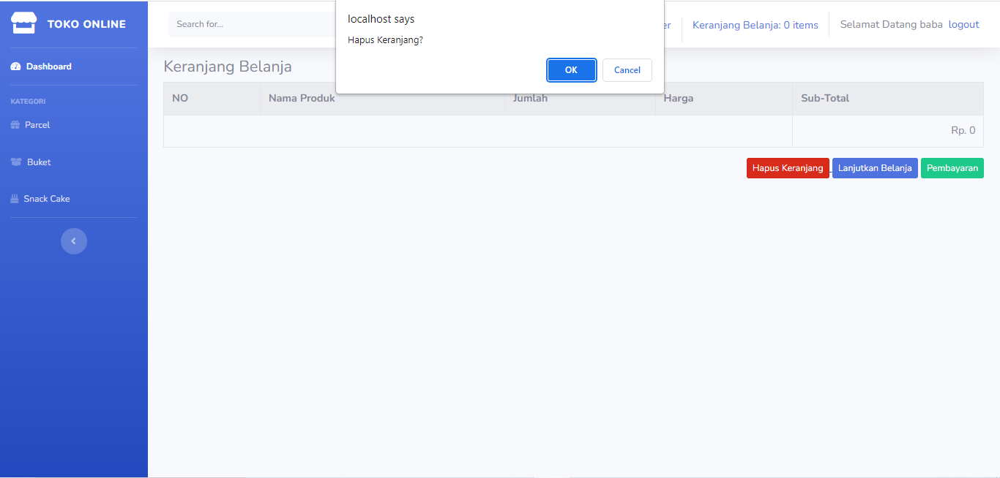 TOKO ONLINE
Dashboard
KATEGORI
Parcel
Buket
Snack Cake
Search for...
er
Keranjang Belanja: 0 items
Selamat Datang baba logout
localhost says
Hapus Keranjang?
OK Cancel
Keranjang Belanja
NO Nama Produk Jumlah Harga Sub-Total
Rp. 0
Hapus Keranjang Lanjutkan Belanja Pembayaran